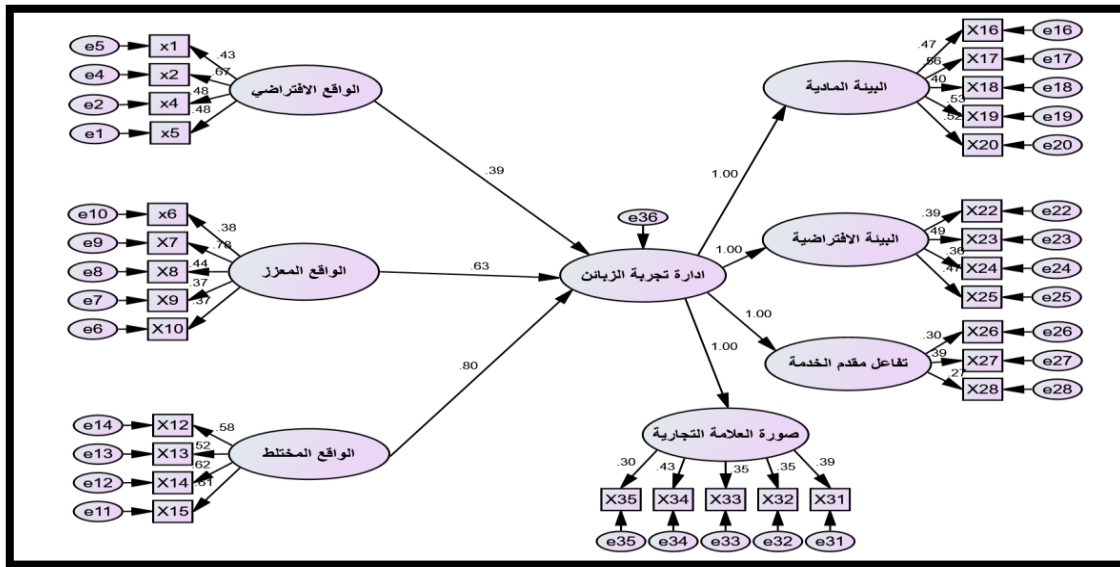 e5
x1
.43
e4
x2
.67
e2
x4
.48
e1
x5
.48
الواقع الافتراضي
.39
e10
x6
.38
e9
X7
.78
e8
X8
.44
e7
X9
.37
e6
X10
.37
الواقع المعزز
.63
e14
X12
.58
e13
X13
.52
e12
X14
.62
e11
X15
.61
الواقع المختلط
.80
e36
ادارة تجربة الزبائن
1.00
البيئة المادية
.47
X16
e16
.56
X17
e17
.40
X18
e18
.53
X19
e19
.52
X20
e20
1.00
البيئة الافتراضية
.39
X22
e22
.49
X23
e23
.36
X24
e24
.47
X25
e25
1.00
تفاعل مقدم الخدمة
.30
X26
e26
.39
X27
e27
.27
X28
e28
1.00
صورة العلامة التجارية
.30
.43
.35
.35
.39
X35
X34
X33
X32
X31
e35
e34
e33
e32
e31